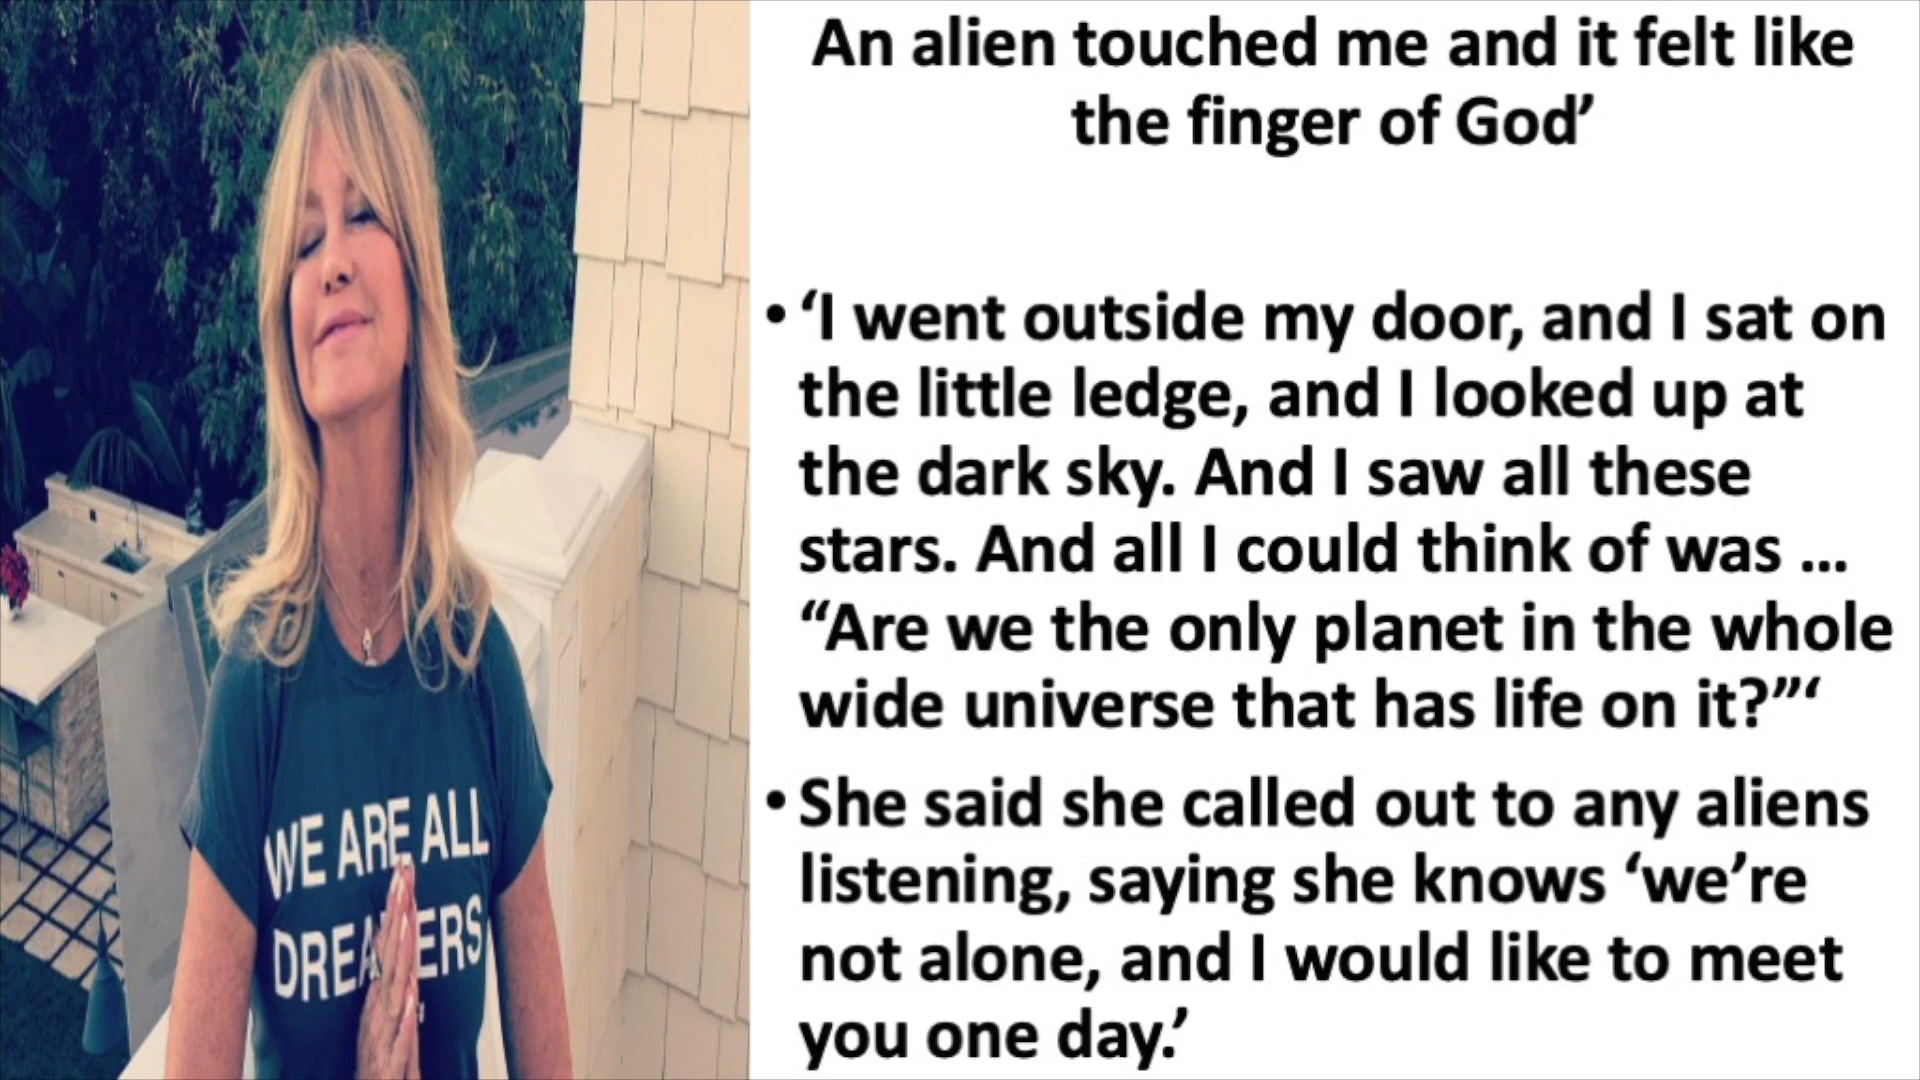 An alien touched me and it felt like
the finger of God’
• ‘I went outside my door, and I sat on
the little ledge, and I looked up at
the dark sky. And I saw all these
stars. And all I could think of was ...
“Are we the only planet in the whole
wide universe that has life on it?”‘
• She said she called out to any aliens
listening, saying she knows ‘we’re
not alone, and I would like to meet
you one day.’
WE ARE ALL
DREA ERS